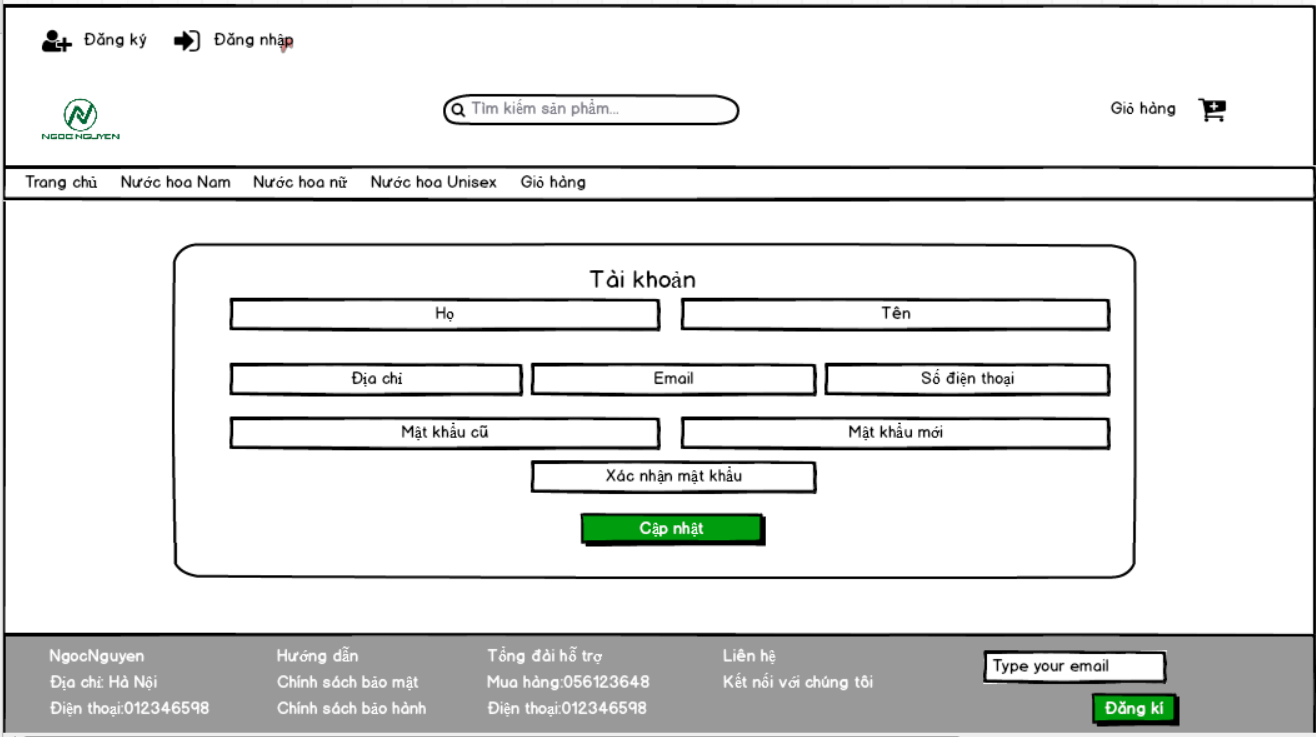 Đăng ký Đăng nhập
NGOC NGUYEN
Tìm kiếm sản phẩm...
Giỏ hàng
Trang chủ Nước hoa Nam Nước hoa nữ Nước hoa Unisex Giỏ hàng
Tài khoản
Họ Tên
Địa chỉ Email Số điện thoại
Mật khẩu cũ Mật khẩu mới
Xác nhận mật khẩu
Cập nhật
NgocNguyen Hướng dẫn Tổng đài hỗ trợ Liên hệ
Type your email
Địa chỉ: Hà Nội Chính sách bảo mật Mua hàng:056123648 Kết nối với chúng tôi
Điện thoại:012346598 Chính sách bảo hành Điện thoại:012346598
Đăng kí